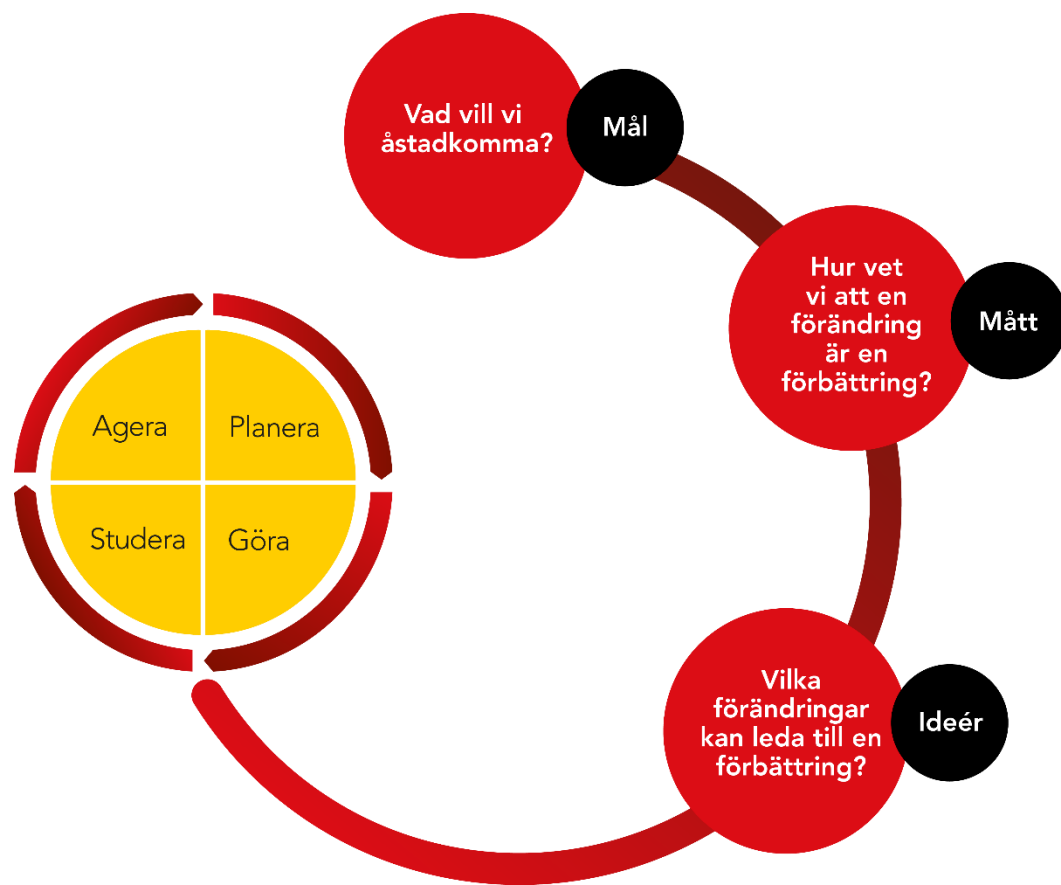 Vad vill vi
åstadkomma?
Mål
Hur vet
vi att en
förändring
är en
förbättring?
Mått
Agera
Planera
Studera
Göra
Vilka
förändringar
kan leda till en
förbättring?
Ideér